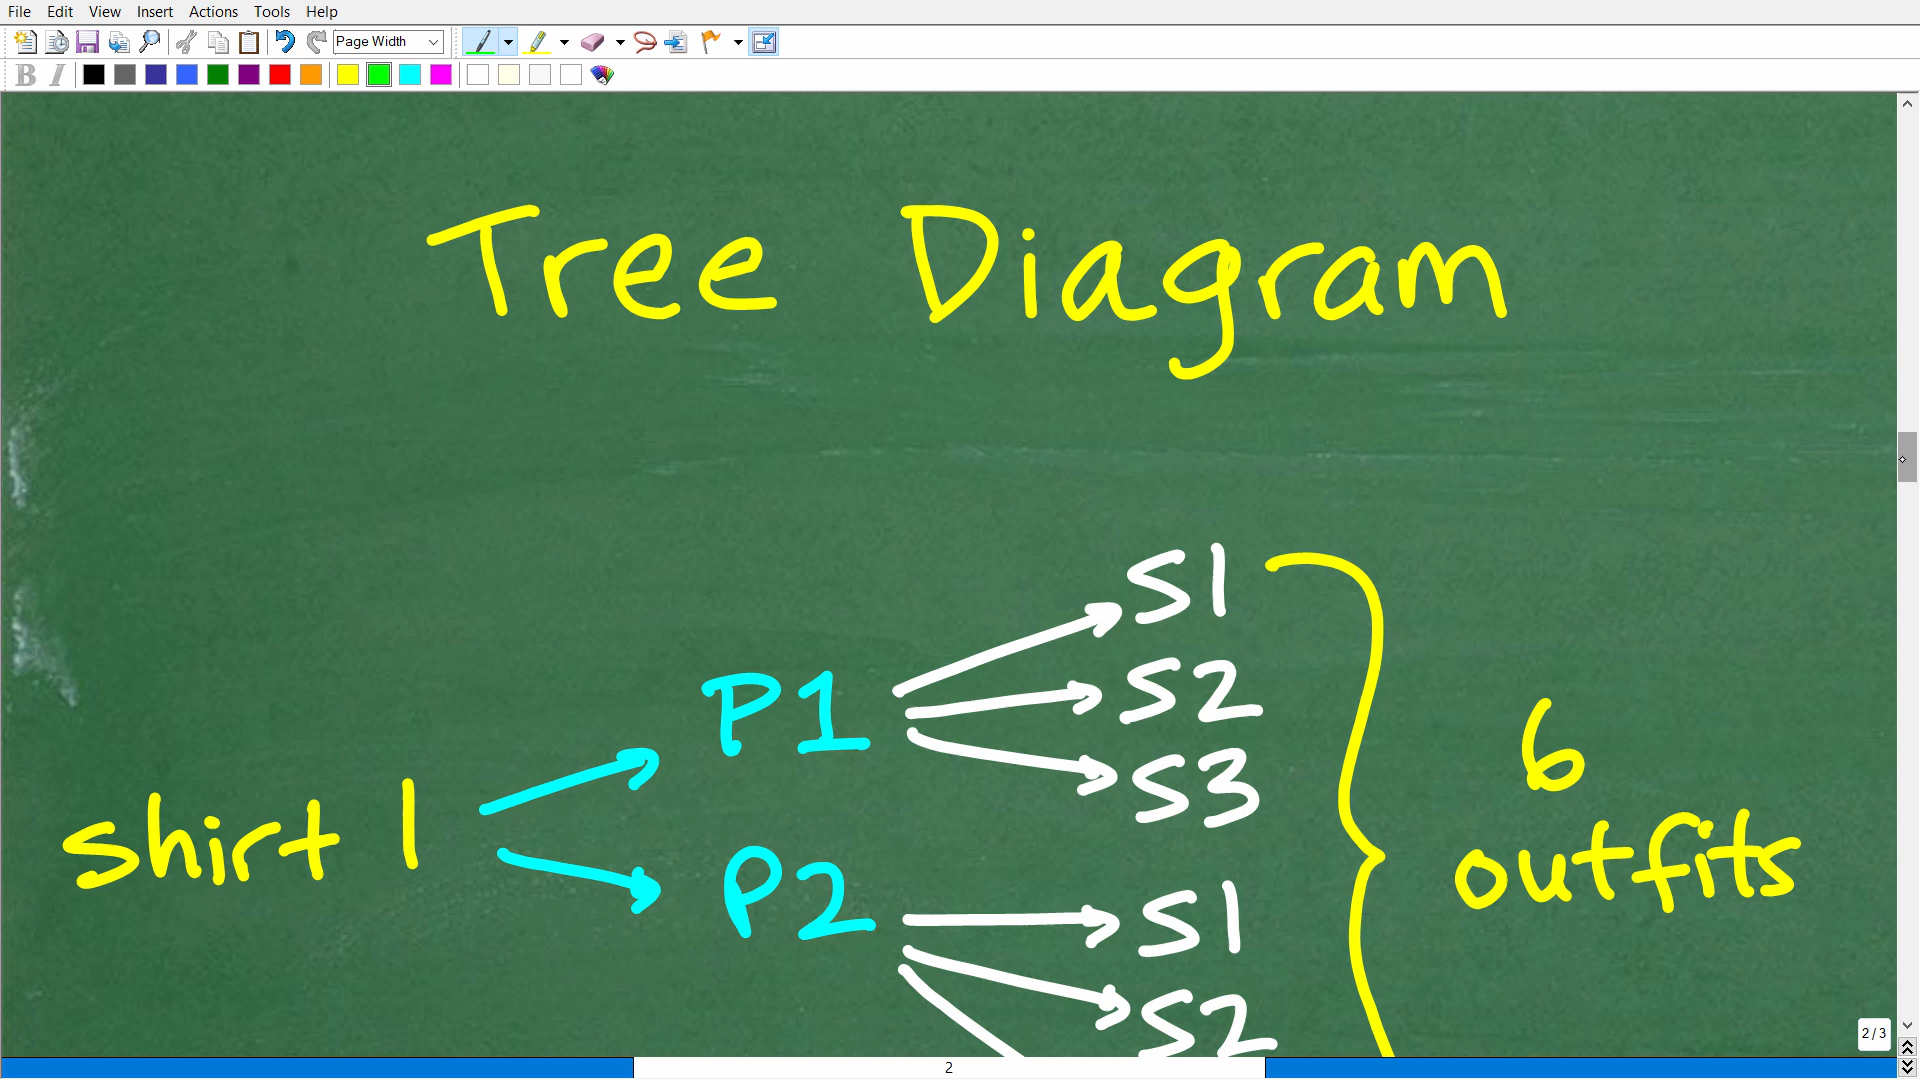 File Edit View Insert Actions Tools Help
Page Width
B I
Tree Diagram
S1
P1 S2
S3
shirt 1
6 outfits
P2 S1
S2
2 / 3
2